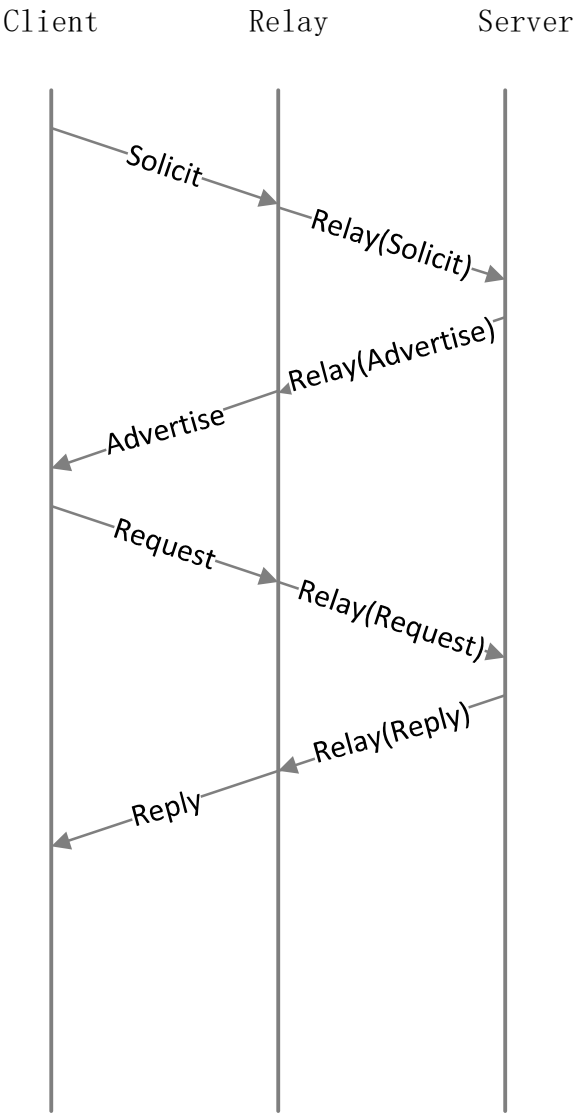 Client Relay Server
Solicit
Relay(Solicit)
Relay(Advertise)
Advertise
Request
Relay(Request)
Relay(Reply)
Reply